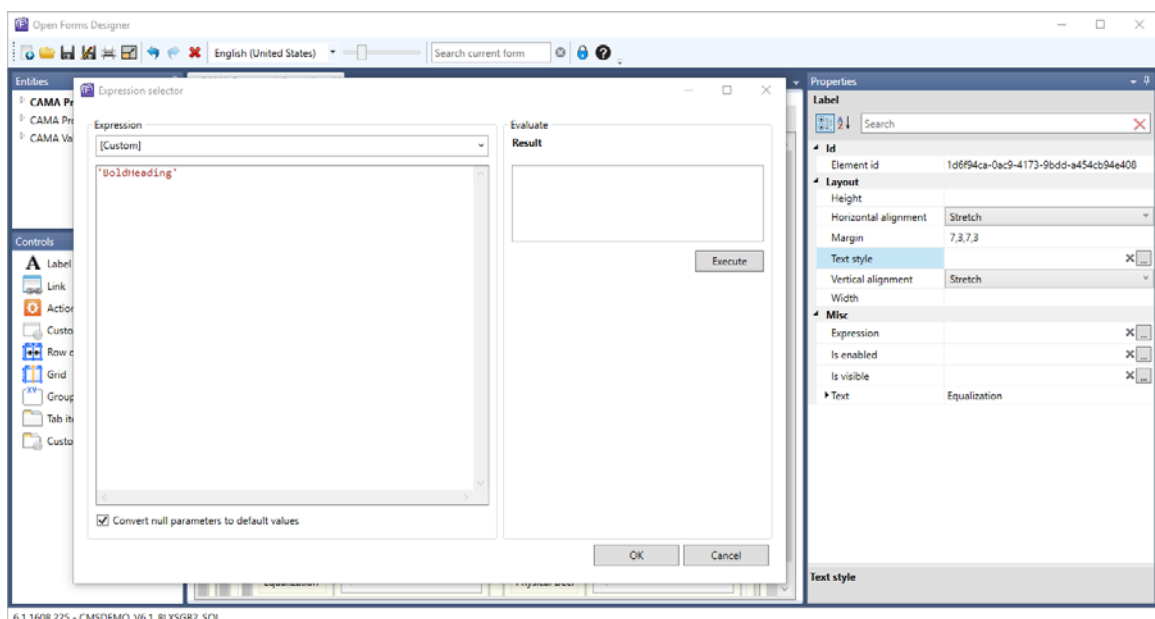 Open Forms Designer
English (United States)
Search current form
Entities
CAMA Pr
CAMA Pro
CAMA Va
Controls
Label
Link
Action
Custo
Row c
Grid
Group
Tab ite
Custo
Expression selector
Expression
[Custom]
'BoldHeading'
Convert null parameters to default values
Evaluate
Result
Execute
OK
Cancel
Equalization
Properties
Label
Search
Id
Element id 1d6f94ca-0ac9-4173-9bdd-a454cb94e408
Layout
Height
Horizontal alignment Stretch
Margin 7,3,7,3
Text style
Vertical alignment Stretch
Width
Misc
Expression
Is enabled
Is visible
Text Equalization
Text style